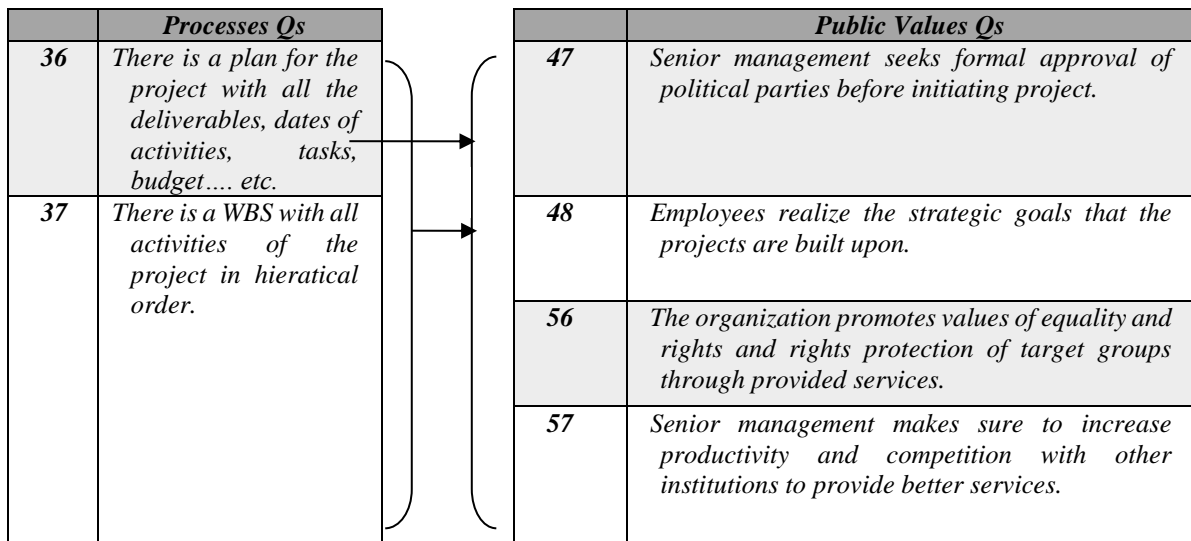 Processes Qs
36 There is a plan for the
project with all the
deliverables, dates of
activities, tasks,
budget…. etc.
37 There is a WBS with all
activities of the
project in hieratical
order.
Public Values Qs
47 Senior management seeks formal approval of
political parties before initiating project.
48 Employees realize the strategic goals that the
projects are built upon.
56 The organization promotes values of equality and
rights and rights protection of target groups
through provided services.
57 Senior management makes sure to increase
productivity and competition with other
institutions to provide better services.